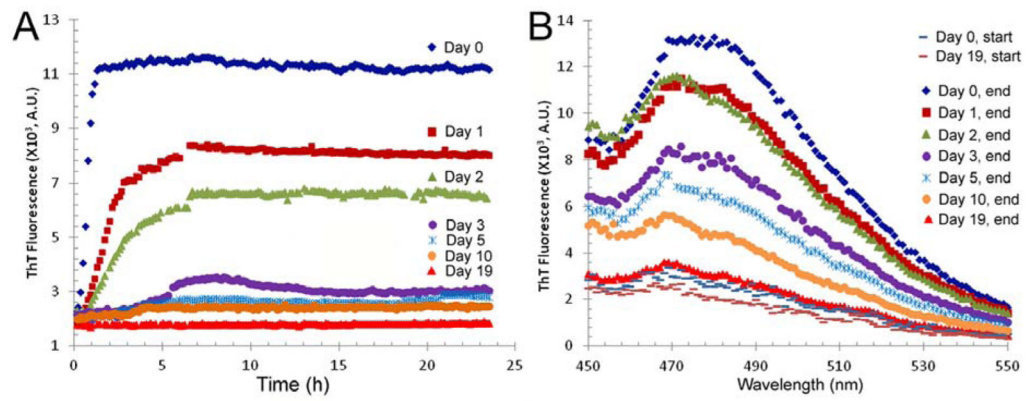 A
ThT Fluorescence (X10³, A.U.)
13
11
9
7
5
3
1
0
5
10
15
20
25
Time (h)
Day 0
Day 1
Day 2
Day 3
Day 5
Day 10
Day 19
B
ThT Fluorescence (X10³, A.U.)
14
12
10
8
6
4
2
0
450
470
490
510
530
550
Wavelength (nm)
Day 0, start
Day 19, start
Day 0, end
Day 1, end
Day 2, end
Day 3, end
Day 5, end
Day 10, end
Day 19, end